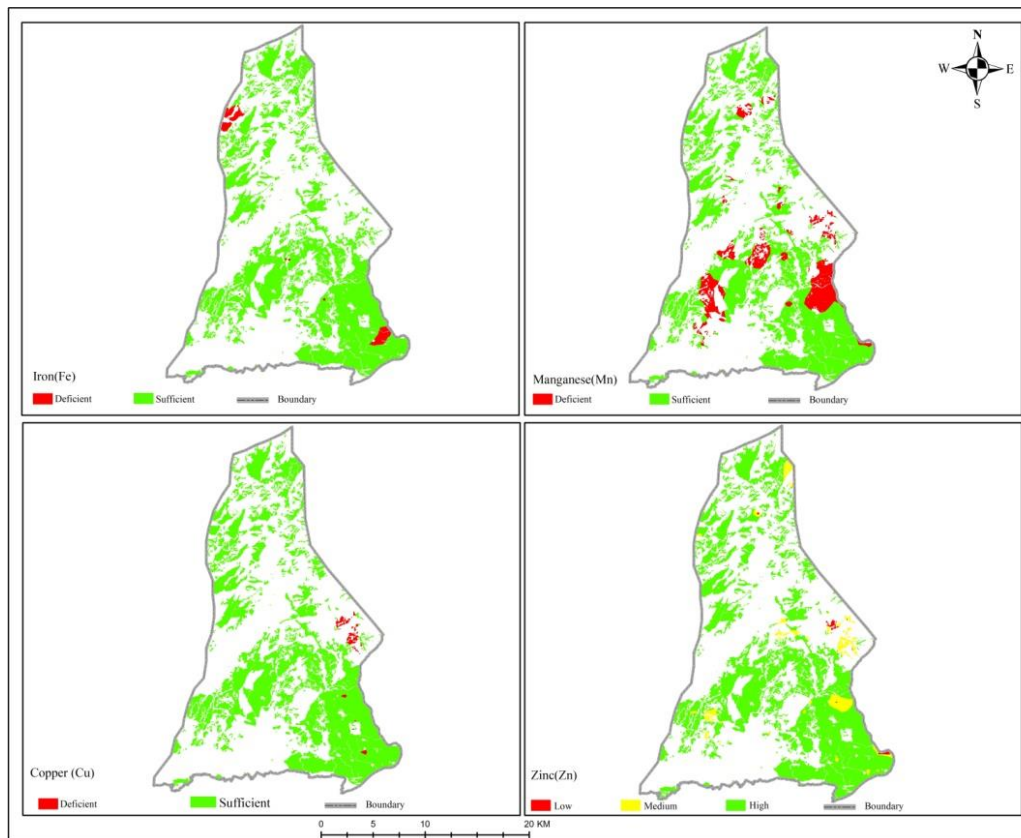 N
W E
S
Iron(Fe)
Deficient Sufficient Boundary
Manganese(Mn)
Deficient Sufficient Boundary
Copper (Cu)
Deficient Sufficient Boundary
Zinc(Zn)
Low Medium High Boundary
0 5 10 20 KM